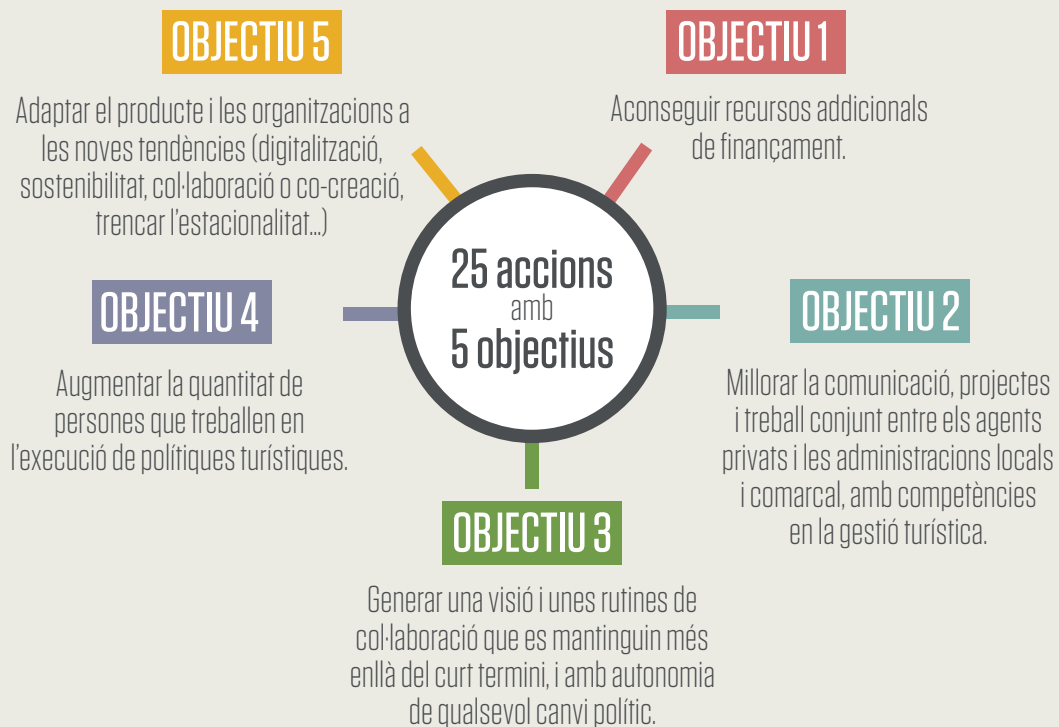 OBJECTIU 5
Adaptar el producte i les organitzacions a
les noves tendències (digitalització,
sostenibilitat, col·laboració o co-creació,
trencar l'estacionalitat...)
OBJECTIU 1
Aconseguir recursos addicionals
de finançament.
25 accions
amb
5 objectius
OBJECTIU 4
Augmentar la quantitat de
persones que treballen en
l'execució de polítiques turístiques.
OBJECTIU 2
Millorar la comunicació, projectes
i treball conjunt entre els agents
privats i les administracions locals
i comarcal, amb competències
en la gestió turística.
OBJECTIU 3
Generar una visió i unes rutines de
col·laboració que es mantinguin més
enllà del curt termini, i amb autonomia
de qualsevol canvi polític.